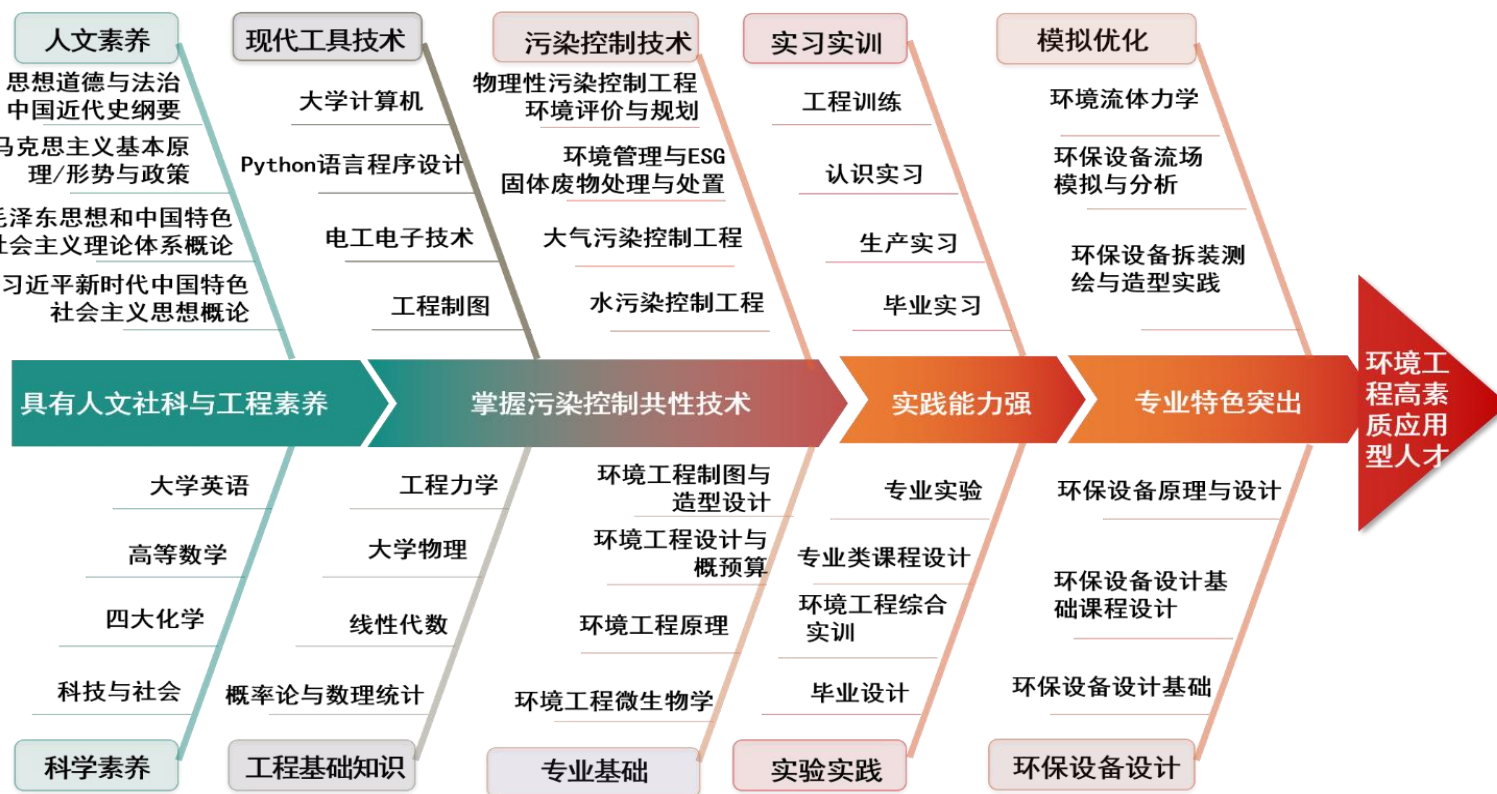 人文素养
思想道德与法治
中国近代史纲要
马克思主义基本原
理/形势与政策
毛泽东思想和中国特色
社会主义理论体系概论
习近平新时代中国特色
社会主义思想概论
现代工具技术
大学计算机
Python语言程序设计
电工电子技术
工程制图
污染控制技术
物理性污染控制工程
环境评价与规划
环境管理与ESG
固体废物处理与处置
大气污染控制工程
水污染控制工程
实习实训
工程训练
认识实习
生产实习
毕业实习
模拟优化
环境流体力学
环保设备流场
模拟与分析
环保设备拆装测
绘与造型实践
具有人文社科与工程素养
掌握污染控制共性技术
实践能力强
专业特色突出
环境工
程高素
质应用
型人才
大学英语
高等数学
四大化学
科技与社会
科学素养
工程力学
大学物理
线性代数
概率论与数理统计
工程基础知识
环境工程制图与
造型设计
环境工程设计与
概预算
环境工程原理
环境工程微生物学
专业基础
专业实验
专业类课程设计
环境工程综合
实训
毕业设计
实验实践
环保设备原理与设计
环保设备设计基
础课程设计
环保设备设计基础
环保设备设计